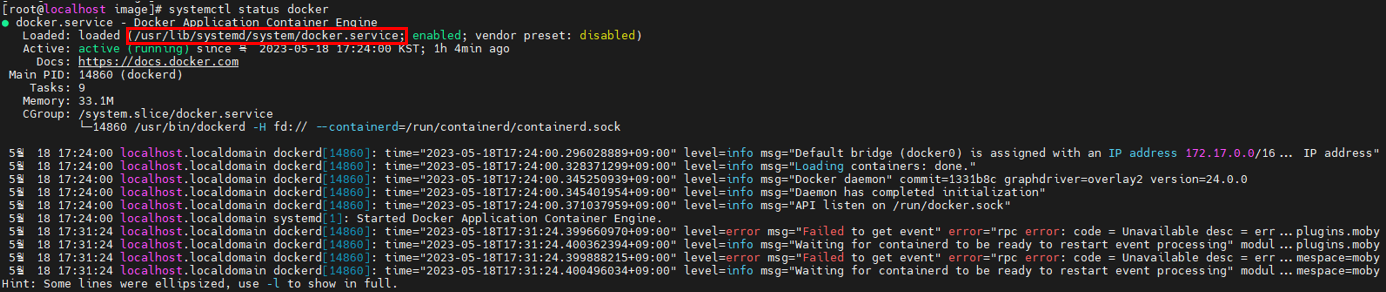 [root@localhost image]# systemctl status docker
● docker.service - Docker Application Container Engine
   Loaded: loaded (/usr/lib/systemd/system/docker.service; enabled; vendor preset: disabled)
   Active: active (running) since 목 2023-05-18 17:24:00 KST; 1h 4min ago
     Docs: https://docs.docker.com
 Main PID: 14860 (dockerd)
    Tasks: 9
   Memory: 33.1M
   CGroup: /system.slice/docker.service
           └─14860 /usr/bin/dockerd -H fd:// --containerd=/run/containerd/containerd.sock
 5월 18 17:24:00 localhost.localdomain dockerd[14860]: time="2023-05-18T17:24:00.296028889+09:00" level=info msg="Default bridge (docker0) is assigned with an IP address 172.17.0.0/16... IP address"
 5월 18 17:24:00 localhost.localdomain dockerd[14860]: time="2023-05-18T17:24:00.328371299+09:00" level=info msg="Loading containers: done."
 5월 18 17:24:00 localhost.localdomain dockerd[14860]: time="2023-05-18T17:24:00.345250939+09:00" level=info msg="Docker daemon" commit=1331b8c graphdriver=overlay2 version=24.0.0
 5월 18 17:24:00 localhost.localdomain dockerd[14860]: time="2023-05-18T17:24:00.345401954+09:00" level=info msg="Daemon has completed initialization"
 5월 18 17:24:00 localhost.localdomain dockerd[14860]: time="2023-05-18T17:24:00.371037959+09:00" level=info msg="API listen on /run/docker.sock"
 5월 18 17:24:00 localhost.localdomain systemd[1]: Started Docker Application Container Engine.
 5월 18 17:31:24 localhost.localdomain dockerd[14860]: time="2023-05-18T17:31:24.399660970+09:00" level=error msg="Failed to get event" error="rpc error: code = Unavailable desc = err...plugins.moby
 5월 18 17:31:24 localhost.localdomain dockerd[14860]: time="2023-05-18T17:31:24.400362394+09:00" level=info msg="Waiting for containerd to be ready to restart event processing" modul...plugins.moby
 5월 18 17:31:24 localhost.localdomain dockerd[14860]: time="2023-05-18T17:31:24.399888215+09:00" level=error msg="Failed to get event" error="rpc error: code = Unavailable desc = err...mespace=moby
 5월 18 17:31:24 localhost.localdomain dockerd[14860]: time="2023-05-18T17:31:24.400496034+09:00" level=info msg="Waiting for containerd to be ready to restart event processing" modul...mespace=moby
Hint: Some lines were ellipsized, use -l to show in full.